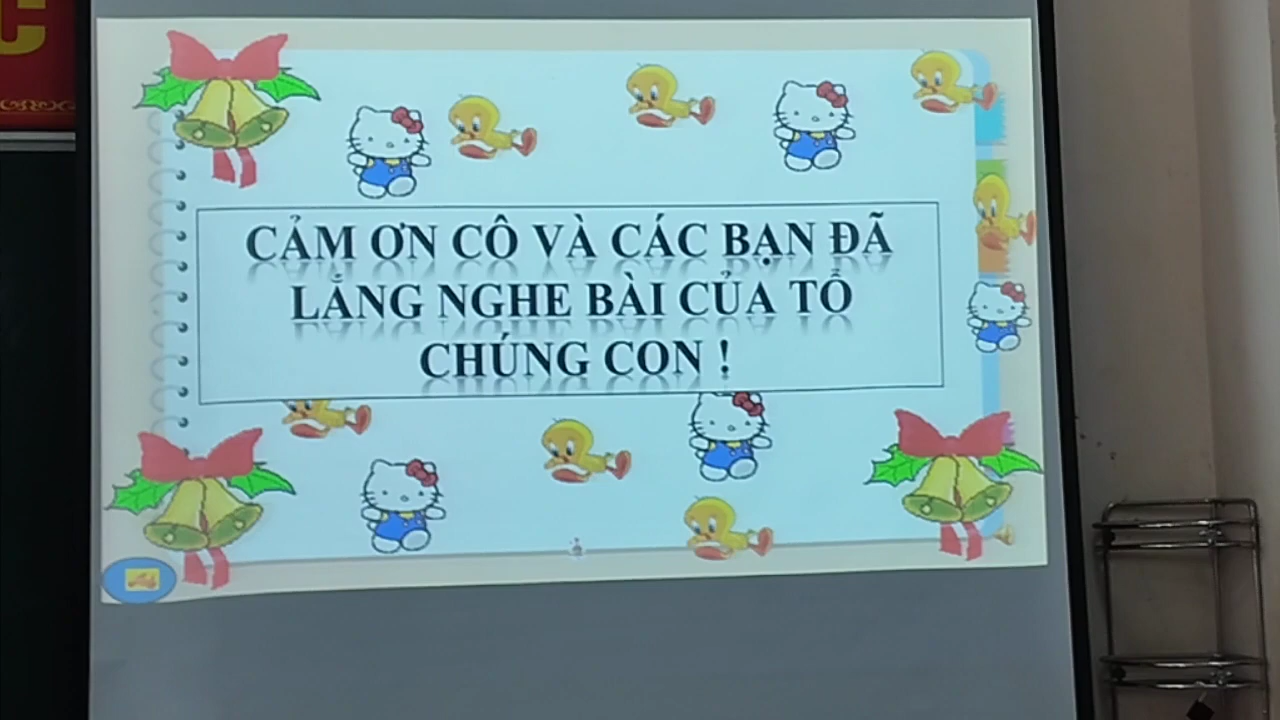 CẢM ƠN CÔ VÀ CÁC BẠN ĐÃ
LẮNG NGHE BÀI CỦA TỔ
CHÚNG CON !